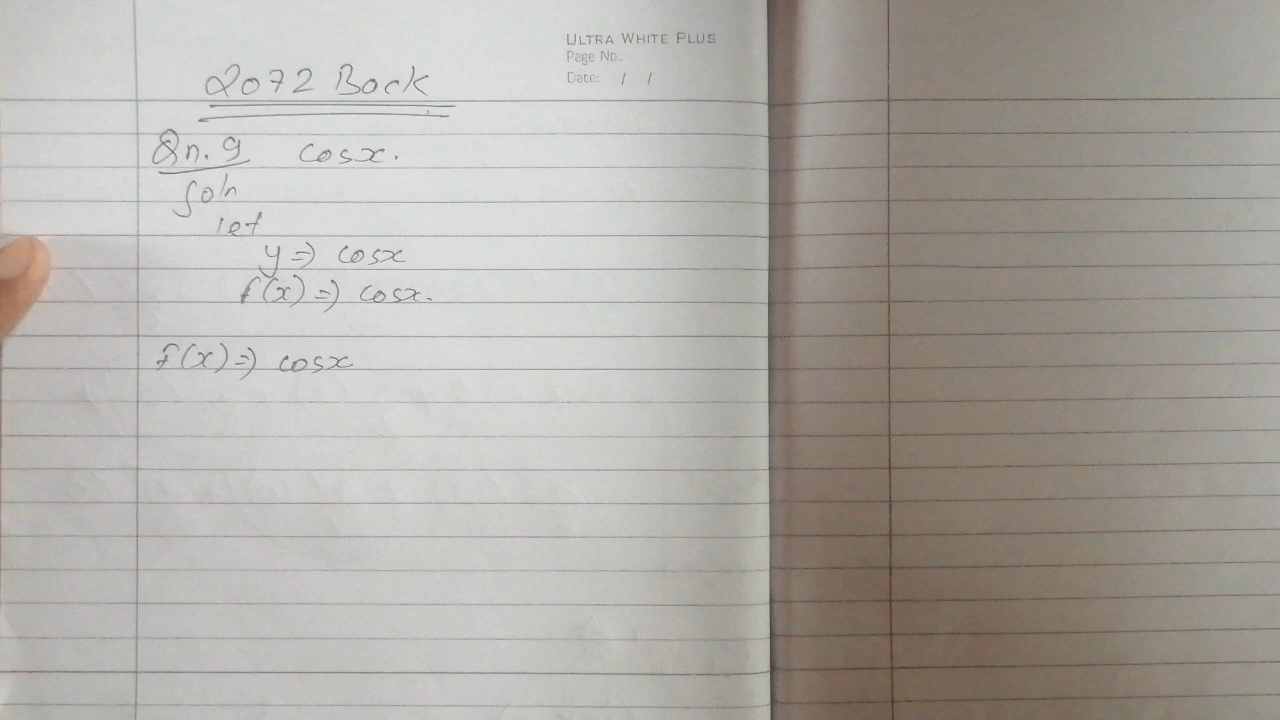 ULTRA WHITE PLUS
Page No.:
Date: / /
2072 Back
Qn. 9 cosx.
Soln
let
y => cosx
f(x) => cosx.
f(x) => cosx